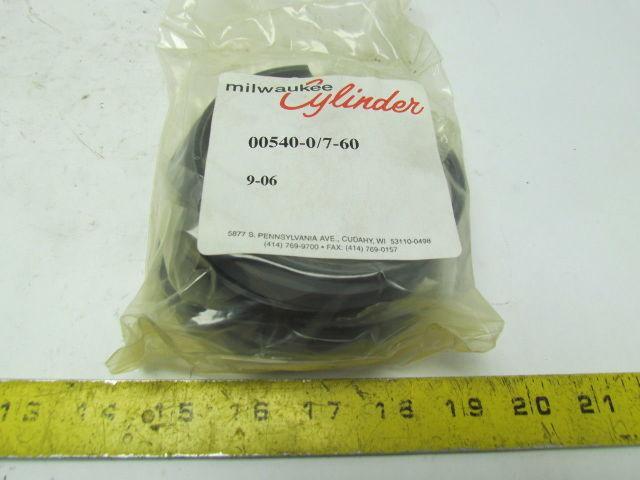 milwaukee
Cylinder
00540-0/7-60
9-06
5877 S. PENNSYLVANIA AVE., CUDAHY, WI 53110-0498
(414) 769-9700 • FAX: (414) 769-0157
13 14 15 16 17 18 19 20 21